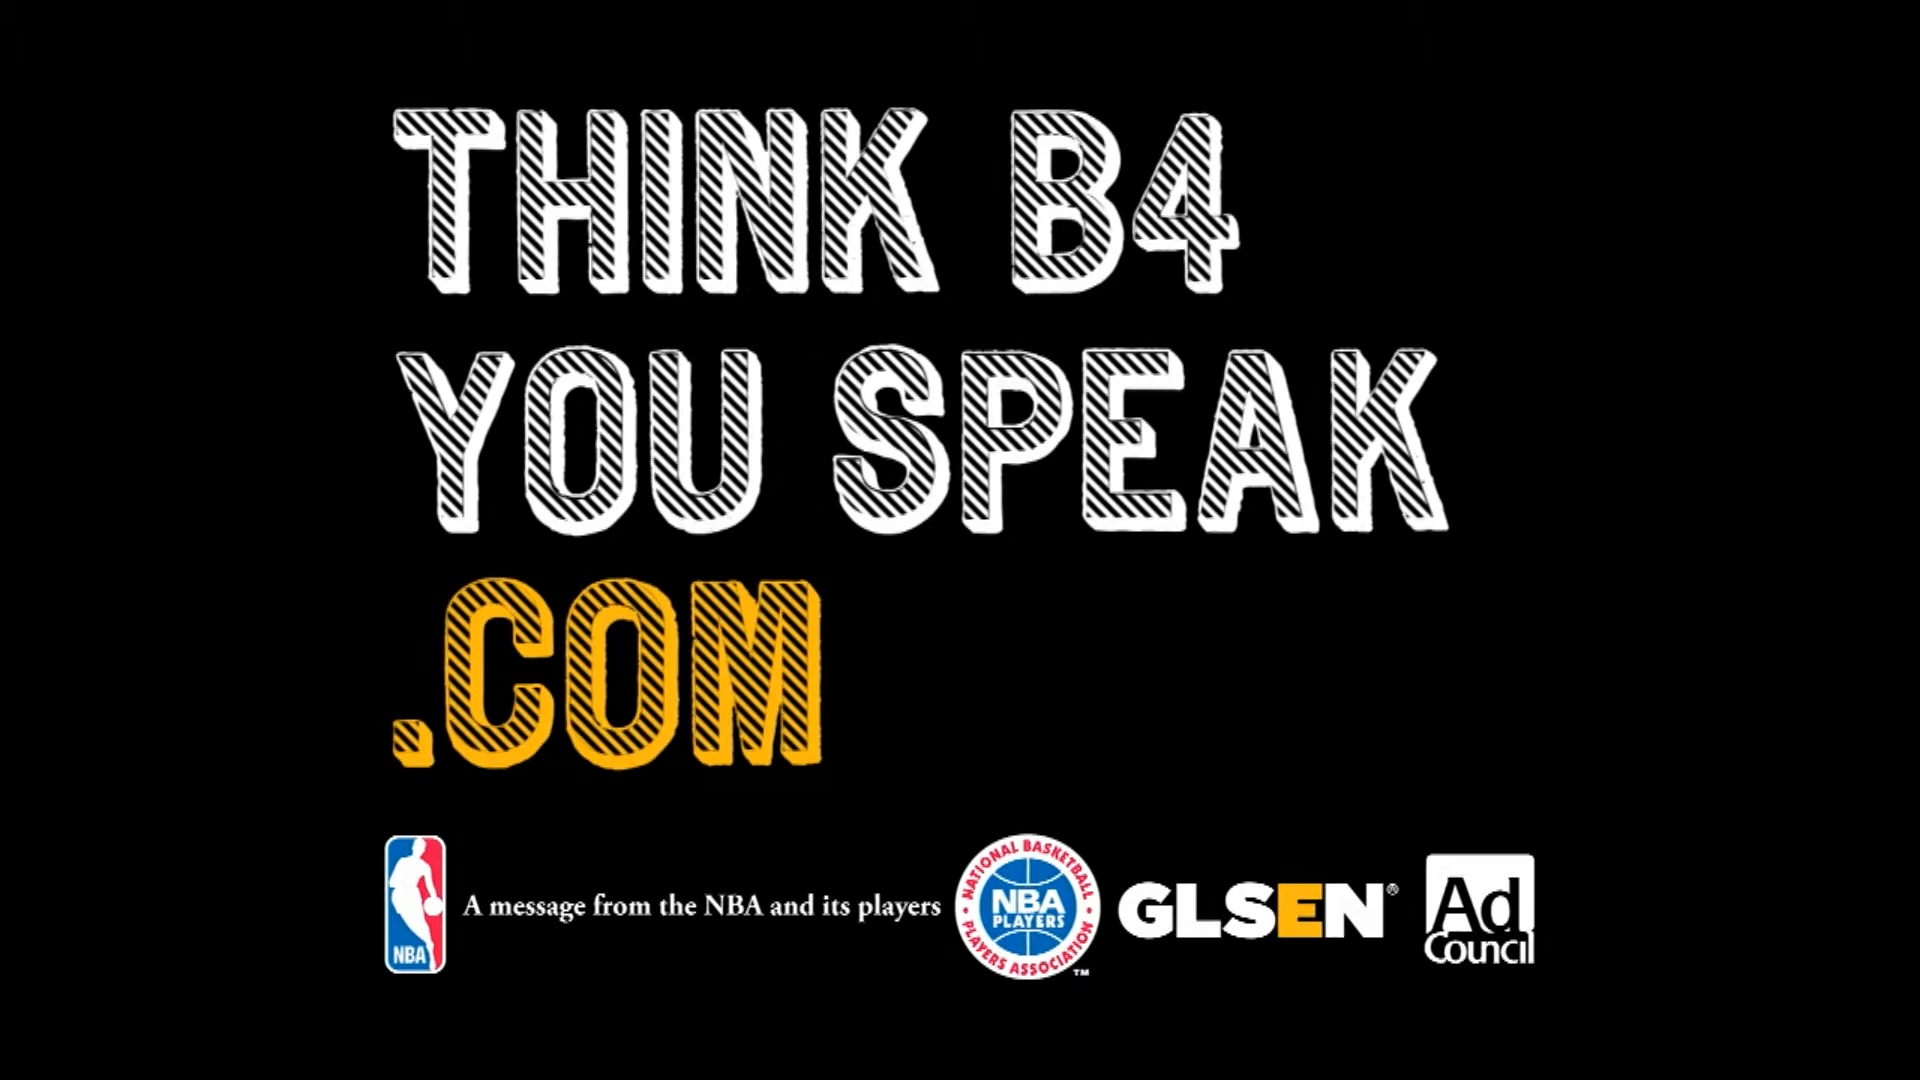 THINK B4
YOU SPEAK
.COM
NBA
A message from the NBA and its players
NATIONAL BASKETBALL
NBA
PLAYERS
PLAYERS ASSOCIATION
™
GLSEN®
Ad
Council